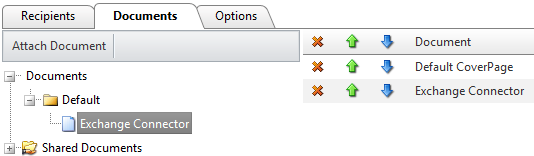 Recipients Documents Options
Attach Document
Documents
Default
Exchange Connector
Shared Documents
Document
Default CoverPage
Exchange Connector